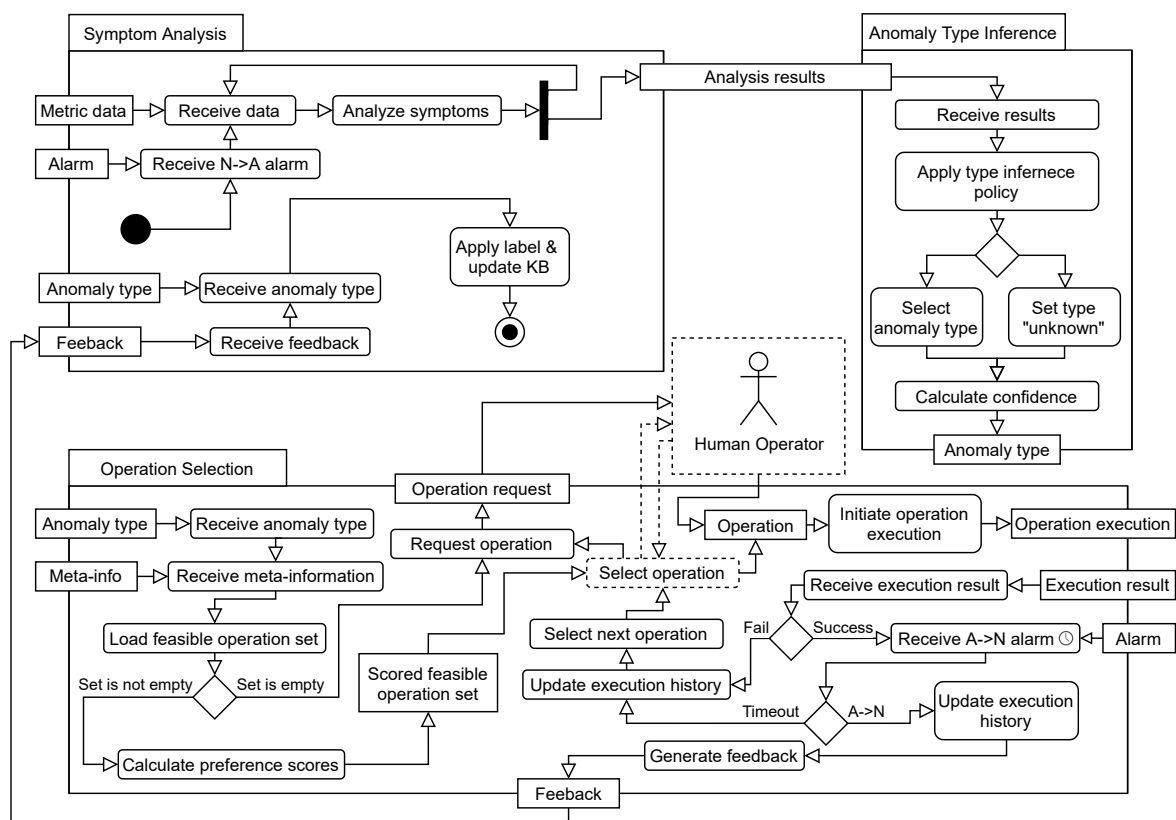 Symptom Analysis
Anomaly Type Inference
Analysis results
Metric data
Receive data
Analyze symptoms
Receive results
Alarm
Receive N->A alarm
Apply type infernece
policy
Apply label &
update KB
Anomaly type
Receive anomaly type
Select
anomaly type
Set type
"unknown"
Feeback
Receive feedback
Calculate confidence
Human Operator
Anomaly type
Operation Selection
Operation request
Anomaly type
Receive anomaly type
Request operation
Operation
Initiate operation
execution
Operation execution
Meta-info
Receive meta-information
Select operation
Receive execution result
Execution result
Load feasible operation set
Select next operation
Fail
Success
Receive A->N alarm
Alarm
Set is not empty
Set is empty
Scored feasible
operation set
Update execution history
Timeout
A->N
Update execution
history
Calculate preference scores
Generate feedback
Feeback